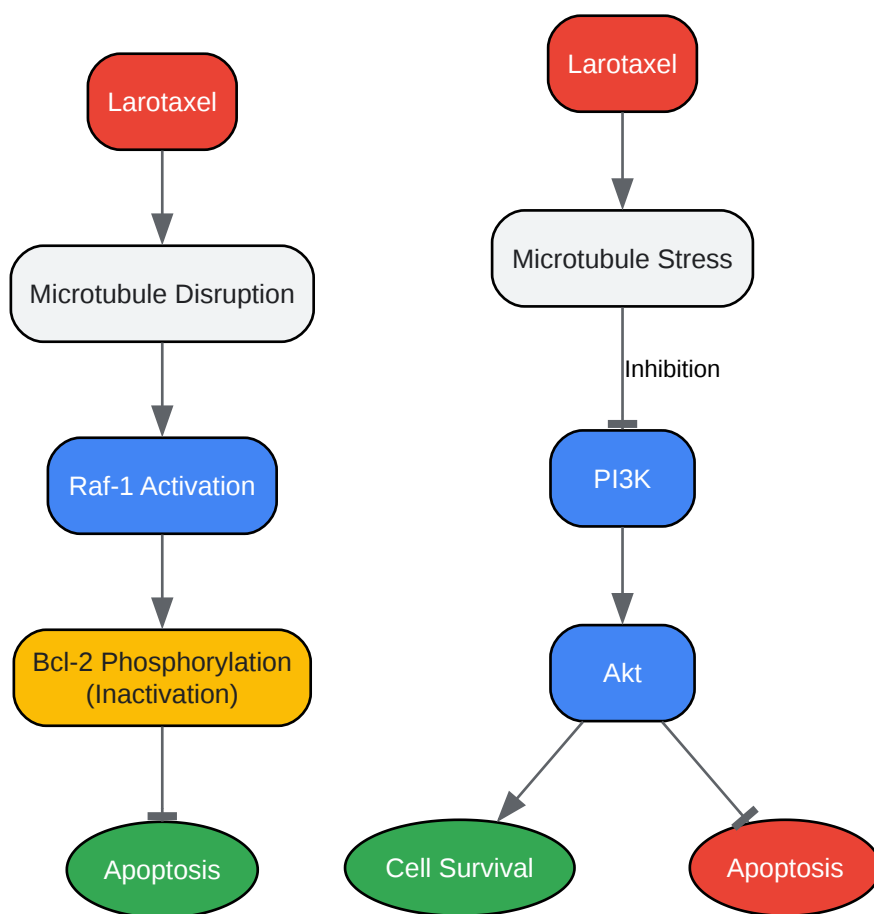 Larotaxel
Microtubule Disruption
Raf-1 Activation
Bcl-2 Phosphorylation
(Inactivation)
Apoptosis
Larotaxel
Microtubule Stress
Inhibition
PI3K
Akt
Cell Survival
Apoptosis